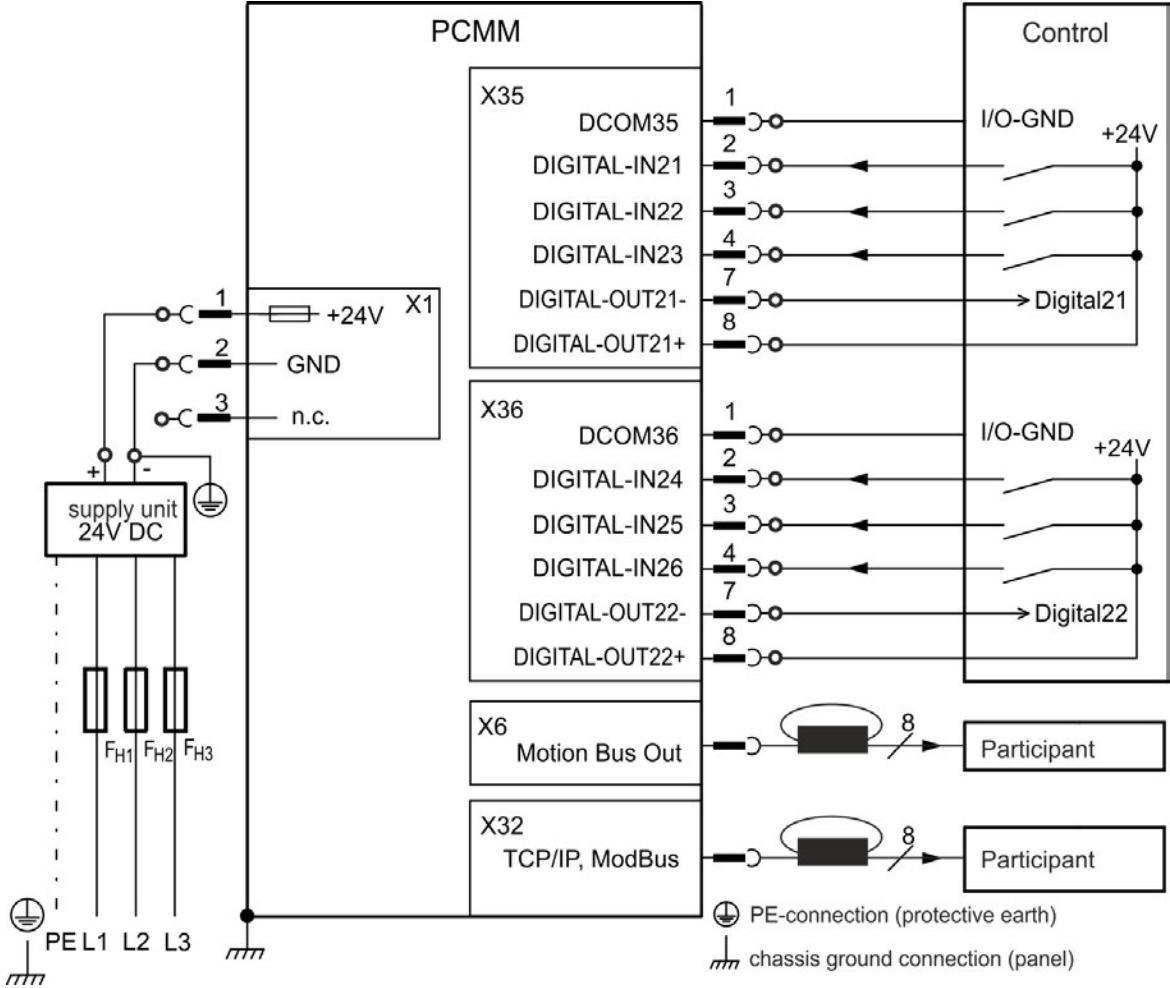 PCMM
Control
X35
DCOM35
1
I/O-GND
+24V
DIGITAL-IN21
2
DIGITAL-IN22
3
DIGITAL-IN23
4
DIGITAL-OUT21-
7
Digital21
DIGITAL-OUT21+
8
X1
1
+24V
2
GND
3
n.c.
X36
DCOM36
1
I/O-GND
+24V
DIGITAL-IN24
2
DIGITAL-IN25
3
DIGITAL-IN26
4
DIGITAL-OUT22-
7
Digital22
DIGITAL-OUT22+
8
+
-
supply unit
24V DC
FH1
FH2
FH3
X6
Motion Bus Out
8
Participant
X32
TCP/IP, ModBus
8
Participant
PE L1 L2 L3
PE-connection (protective earth)
chassis ground connection (panel)